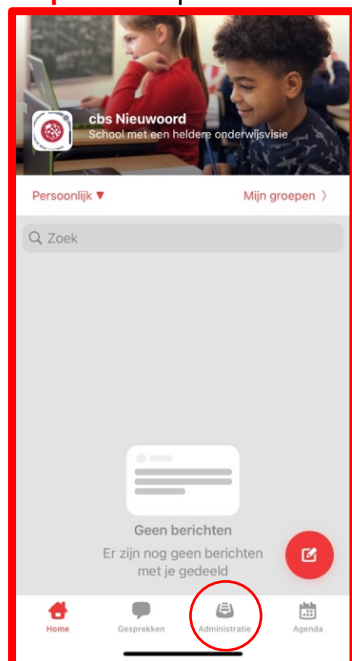 cbs Nieuwoord
School met een heldere onderwijsvisie
Persoonlijk ▼
Mijn groepen 〉
Zoek
Geen berichten
Er zijn nog geen berichten
met je gedeeld
Home
Gesprekken
Administratie
Agenda